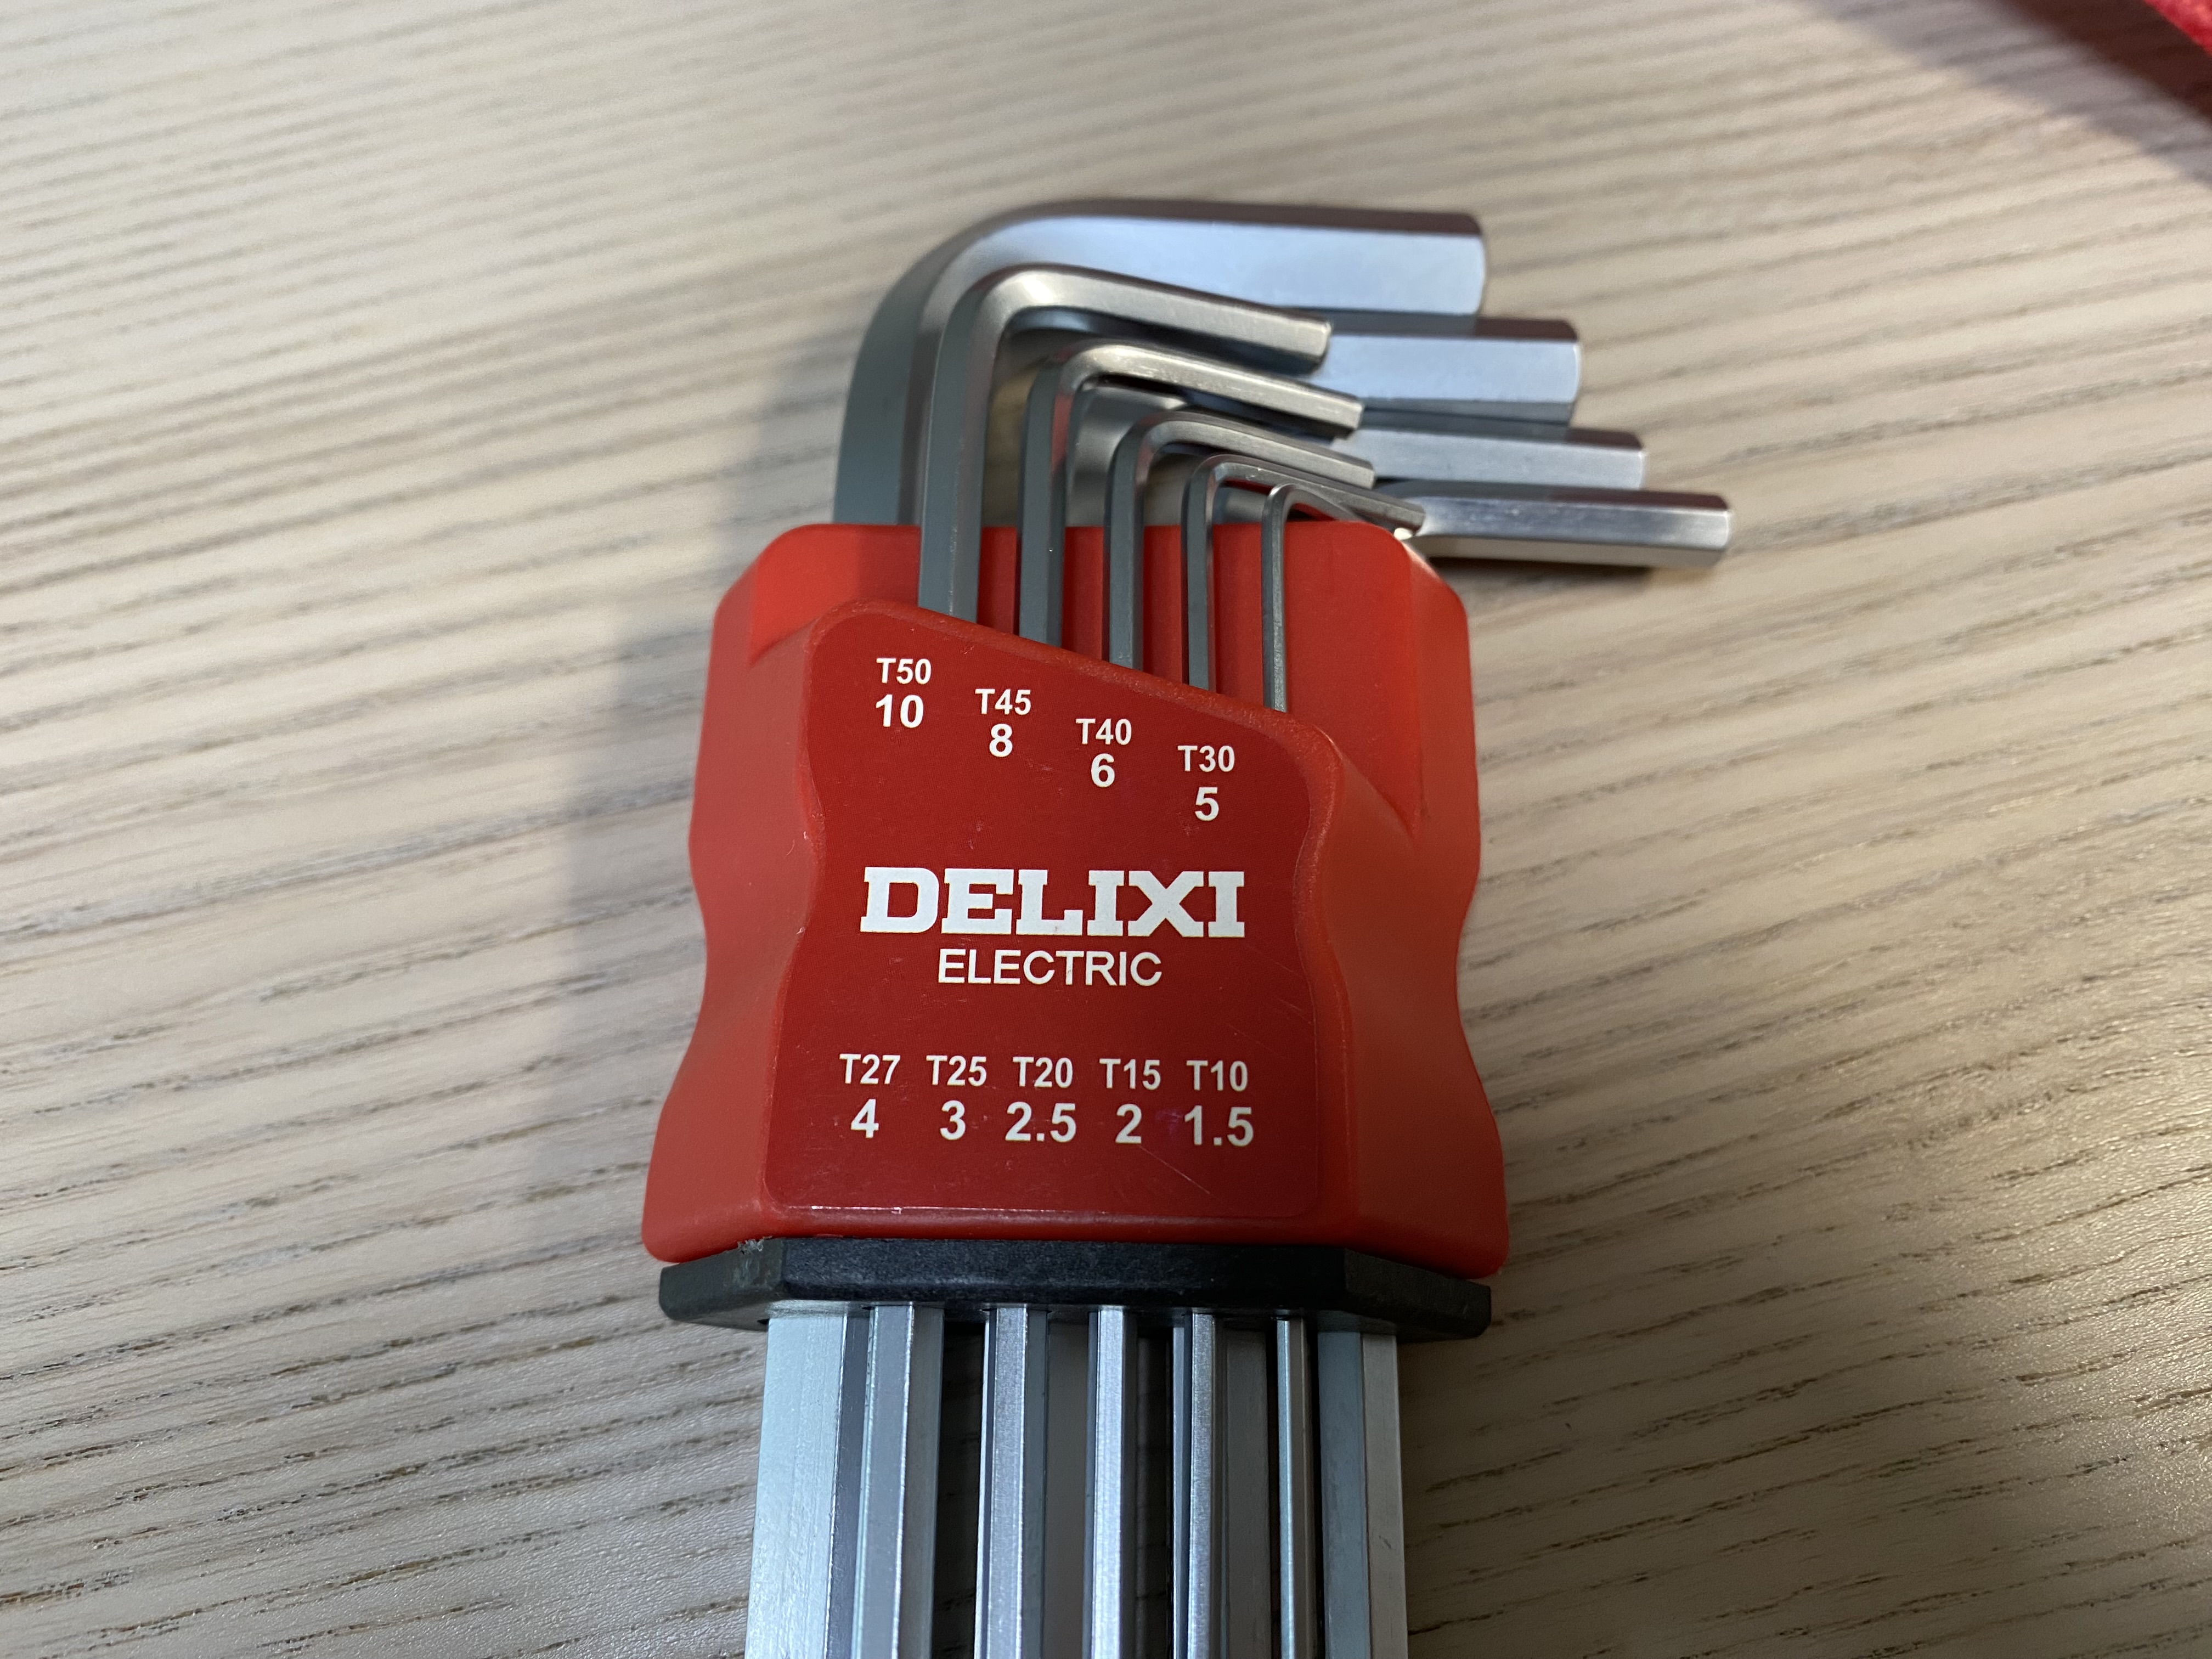 T50 T45 T40 T30
10 8 6 5
DELIXI
ELECTRIC
T27 T25 T20 T15 T10
4 3 2.5 2 1.5